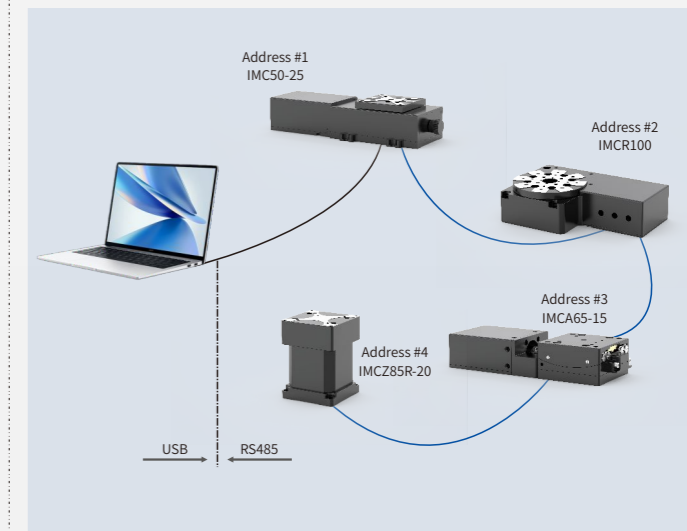 Address #1
IMC50-25
Address #2
IMCR100
Address #3
IMCA65-15
Address #4
IMCZ85R-20
USB
RS485